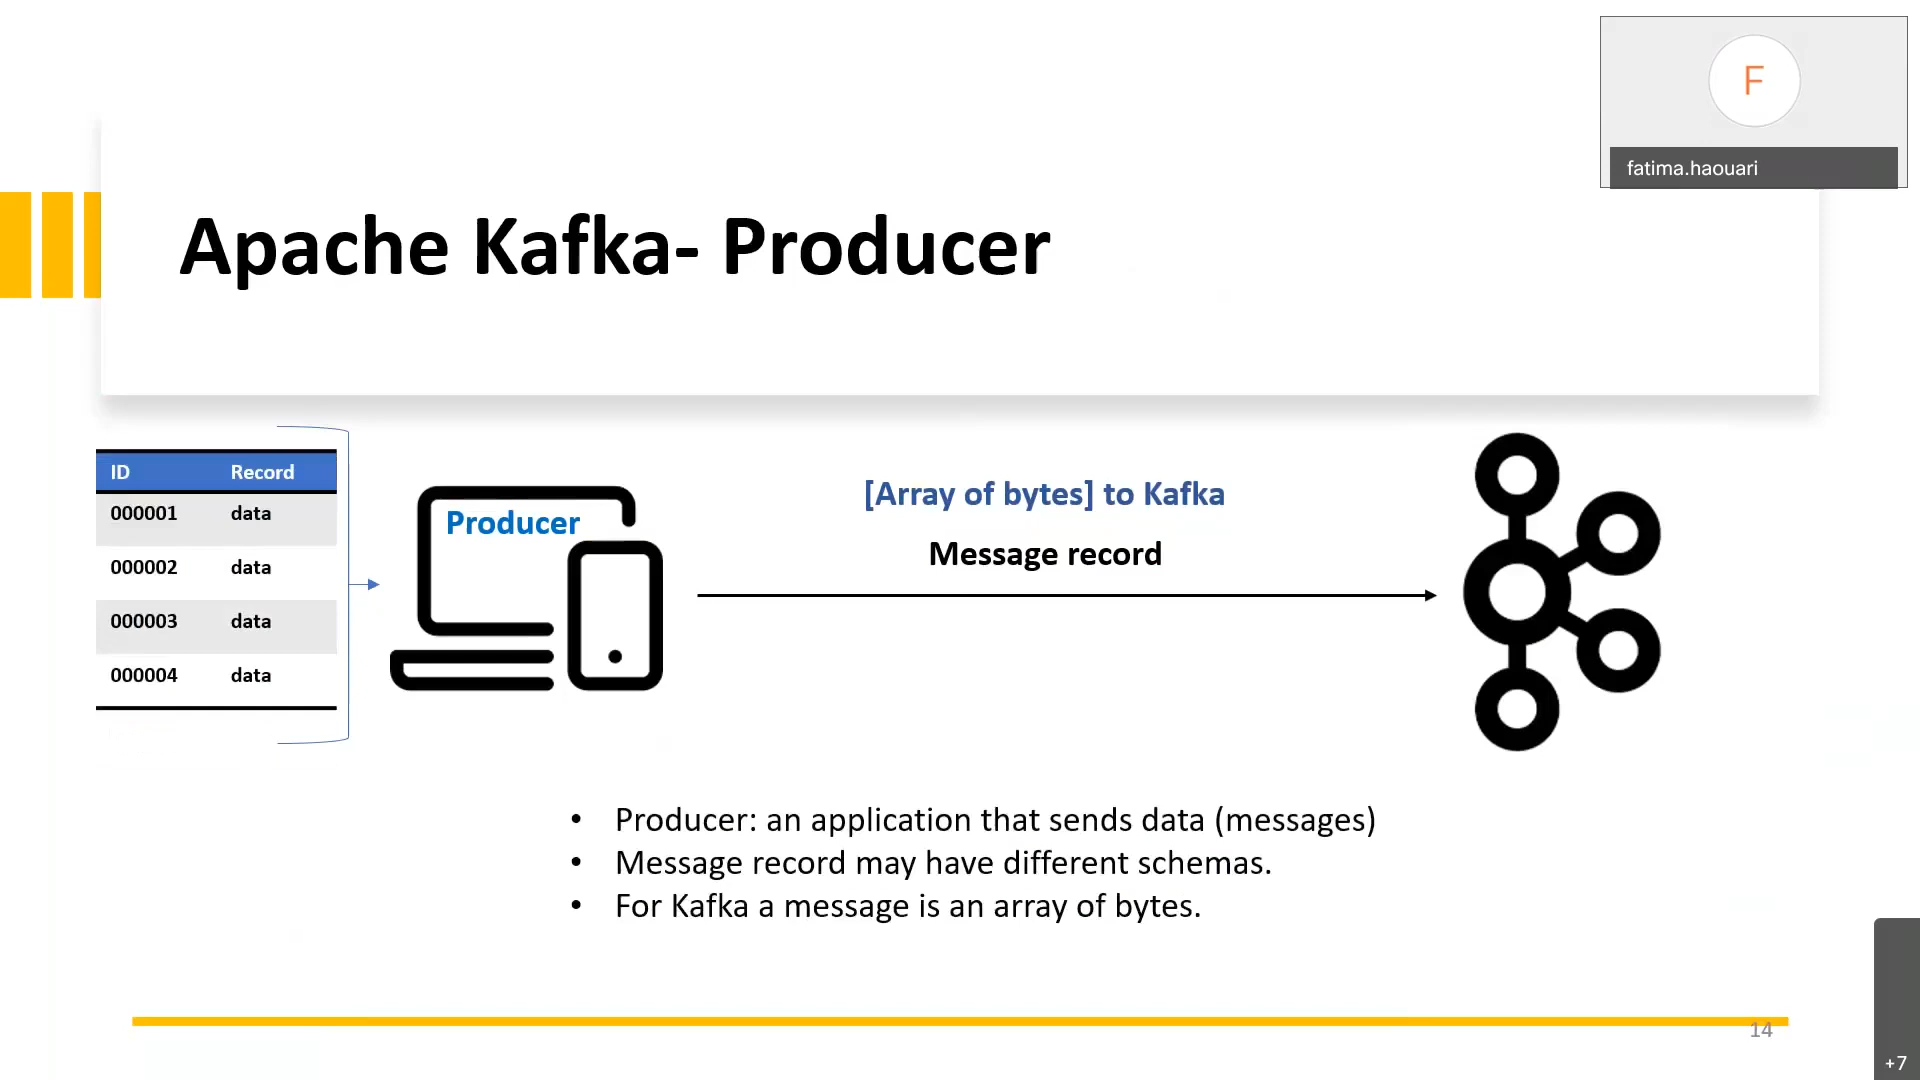 F
fatima.haouari
Apache Kafka- Producer
ID Record
000001 data
000002 data
000003 data
000004 data
Producer
[Array of bytes] to Kafka
Message record
• Producer: an application that sends data (messages)
• Message record may have different schemas.
• For Kafka a message is an array of bytes.
14
+7